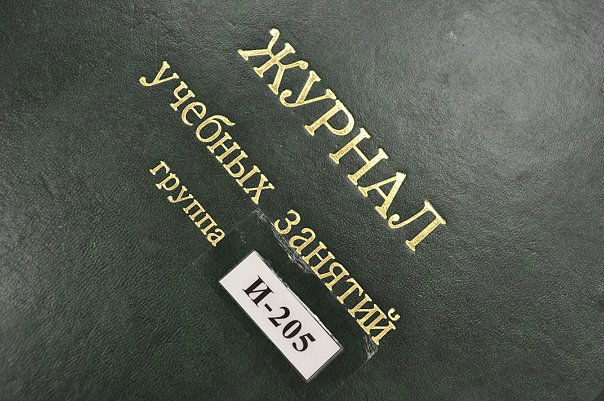 ЖУРНАЛ
учебных занятий
группа
И-205